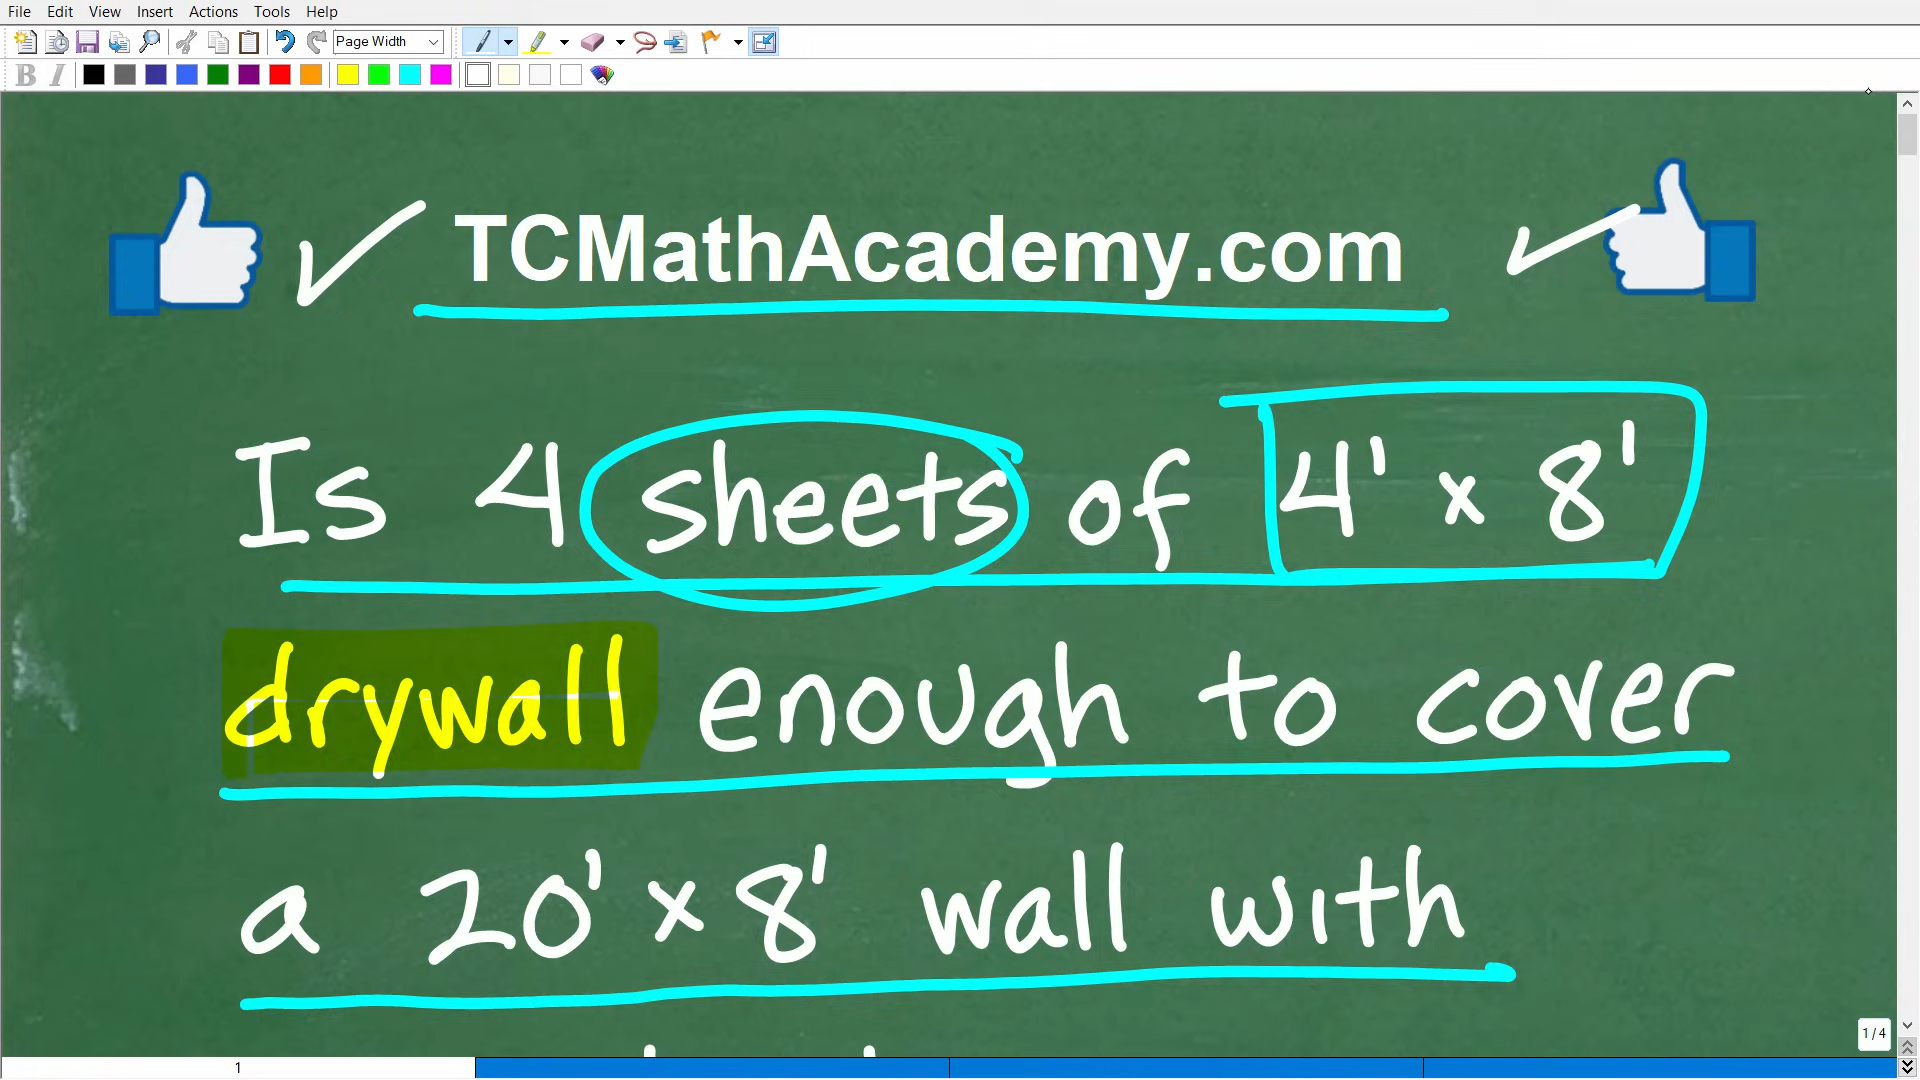 File Edit View Insert Actions Tools Help
Page Width
B I
TCMathAcademy.com
Is 4 sheets of 4' x 8'
drywall enough to cover
a 20' x 8' wall with
1 / 4
1